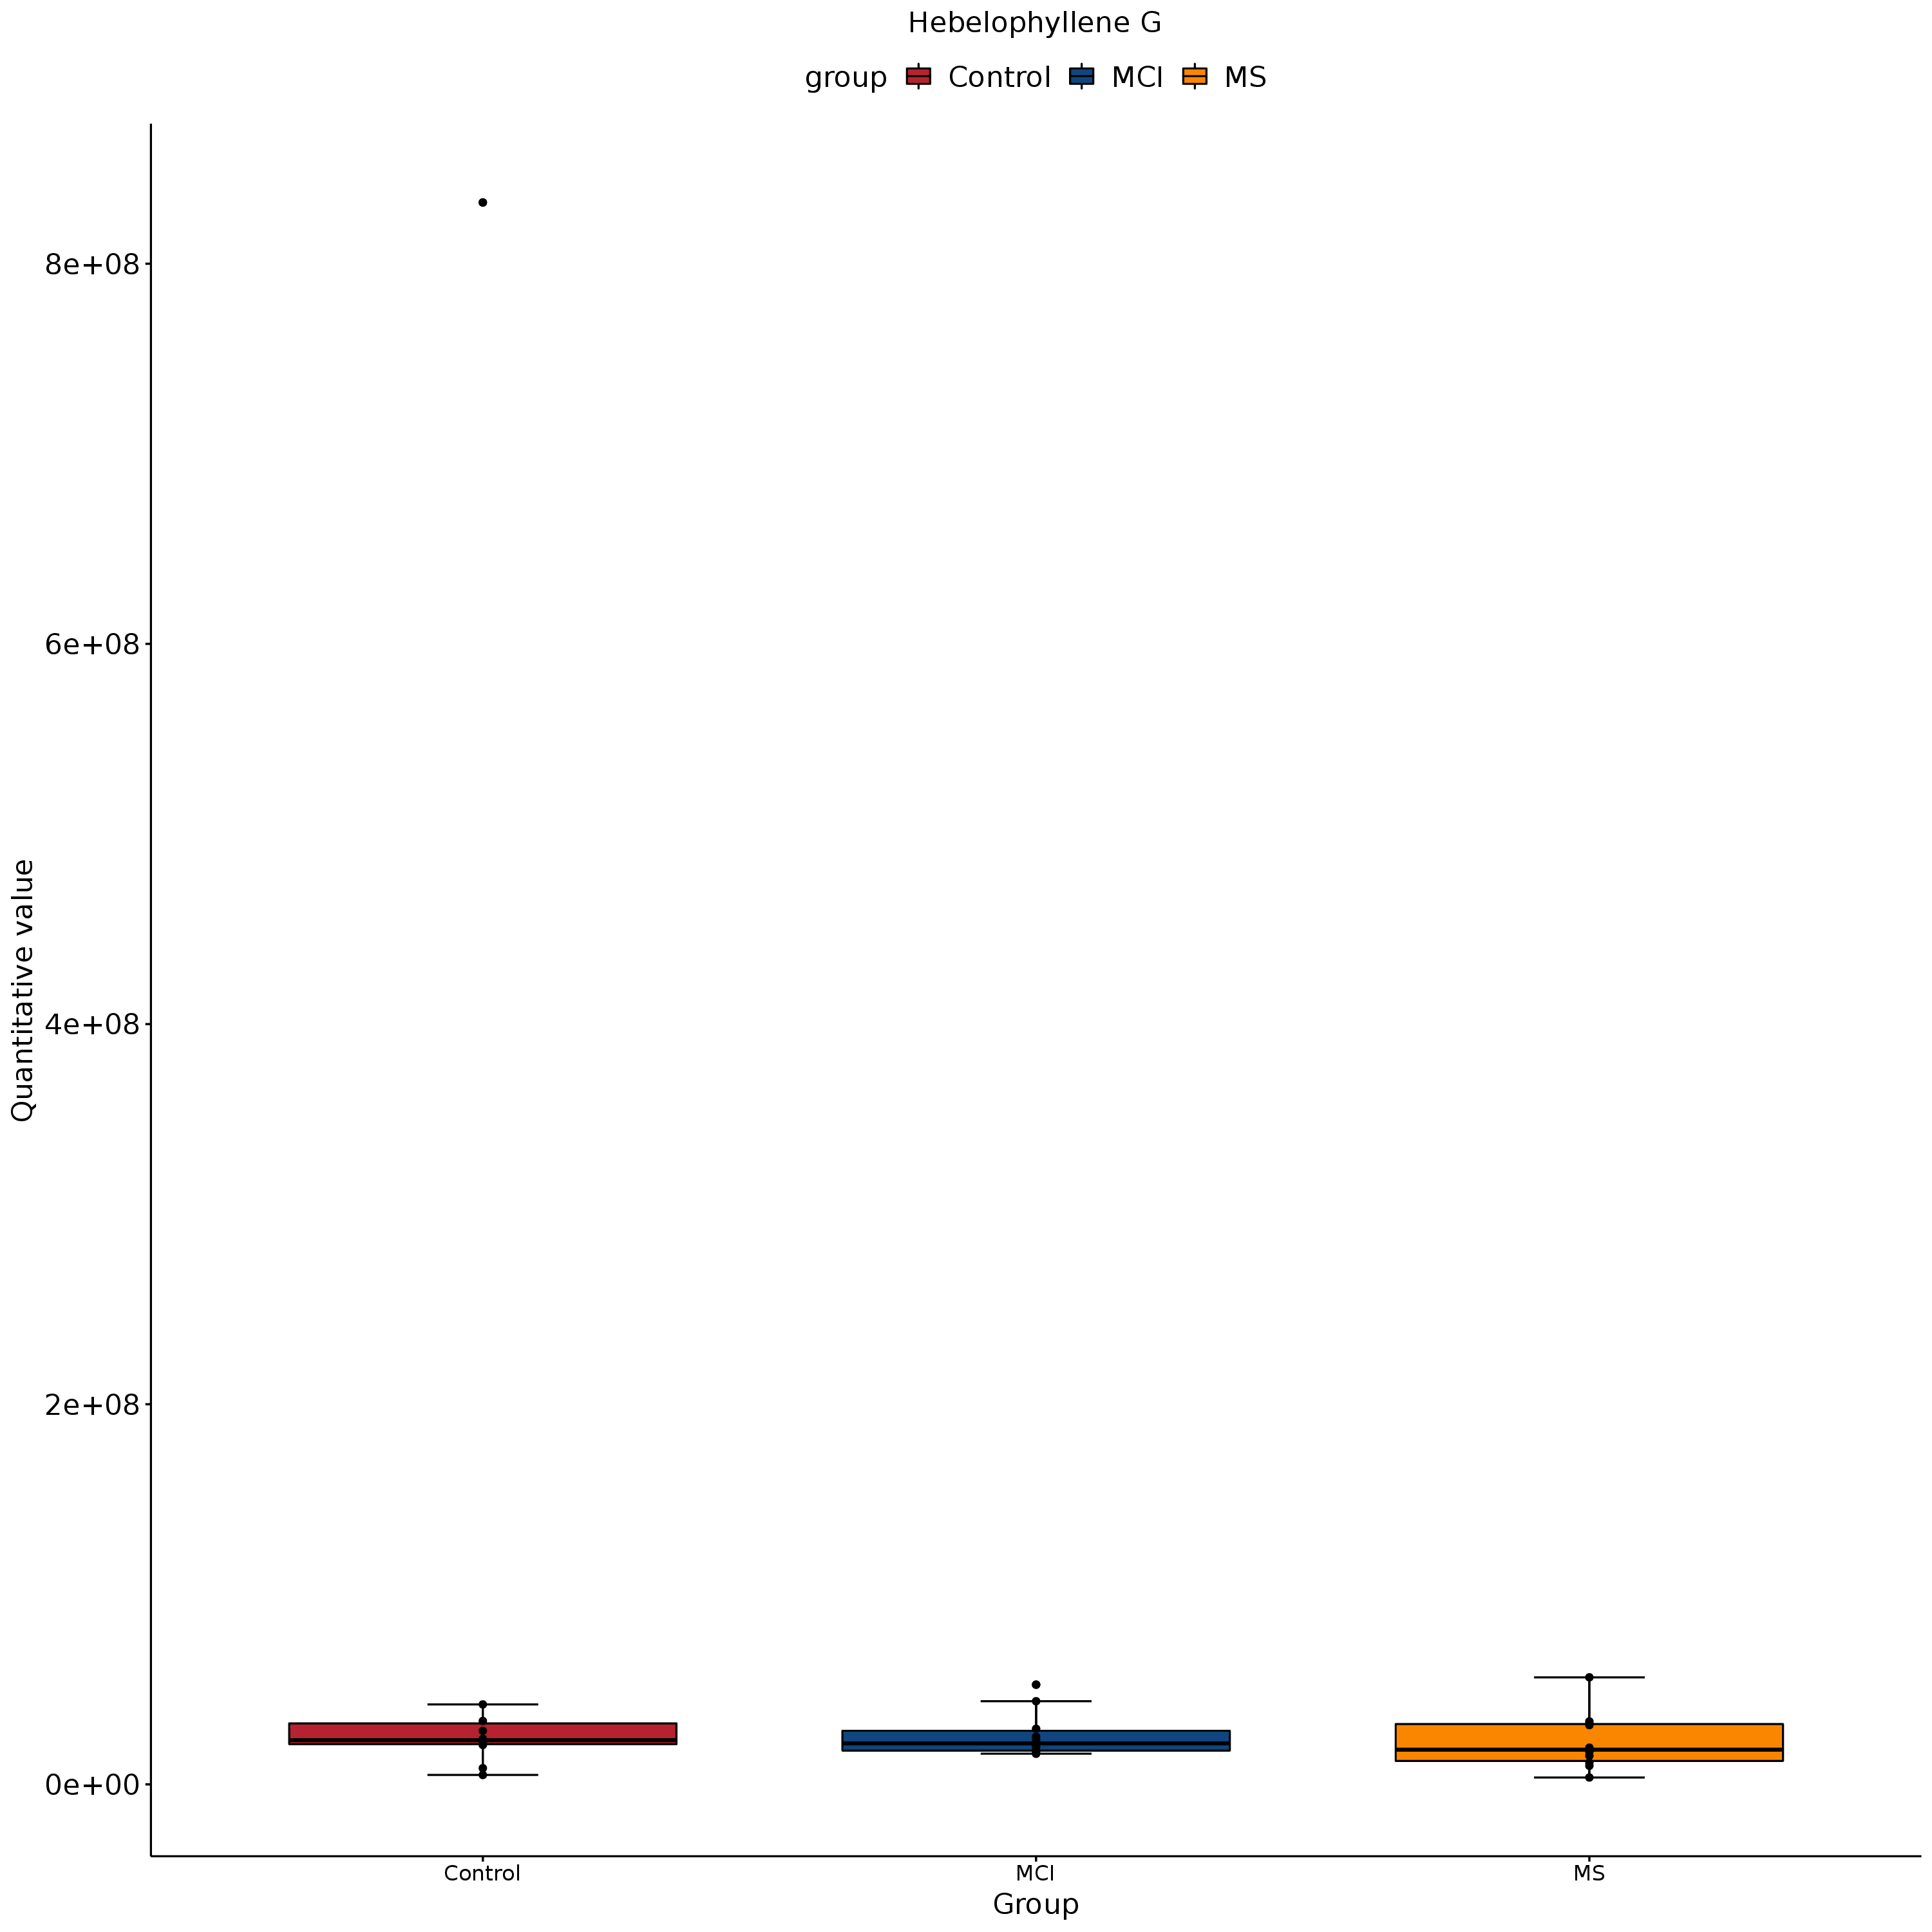 Hebelophyllene G
group Control MCI MS
8e+08
6e+08
4e+08
2e+08
0e+00
Quantitative value
Control MCI MS
Group